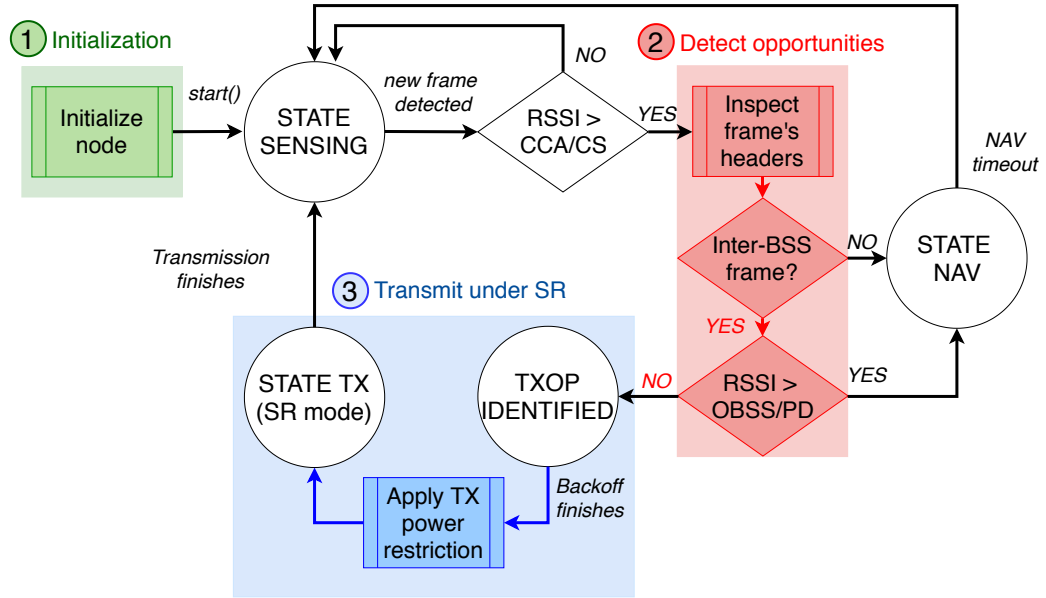 1 Initialization
Initialize
node
start()
STATE
SENSING
new frame
detected
NO
RSSI >
CCA/CS
YES
2 Detect opportunities
Inspect
frame's
headers
Inter-BSS
frame?
NO
YES
RSSI >
OBSS/PD
YES
NO
NAV
timeout
STATE
NAV
3 Transmit under SR
TXOP
IDENTIFIED
Backoff
finishes
Apply TX
power
restriction
STATE TX
(SR mode)
Transmission
finishes